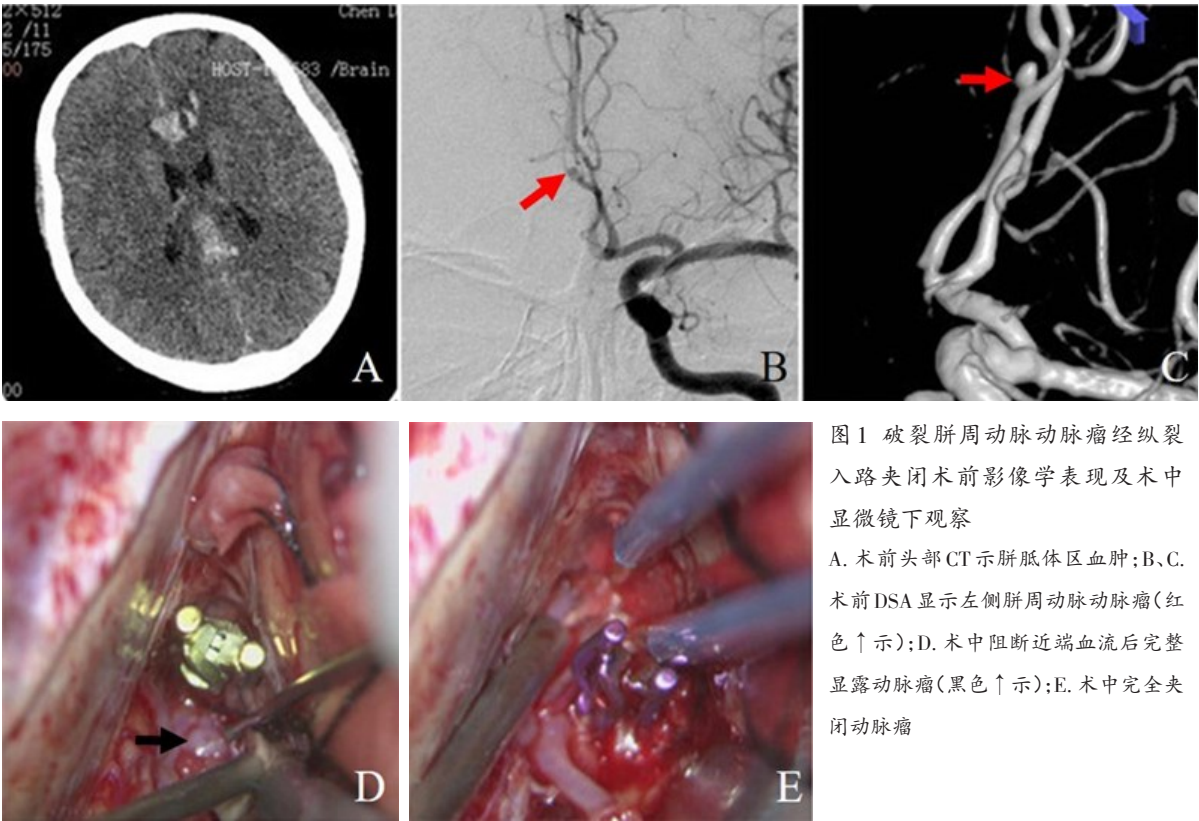 2×512
2 /11
5/175
00
Chen D
/Brain
00
A
B
C
D
E
图1 破裂胼周动脉动脉瘤经纵裂
入路夹闭术前影像学表现及术中
显微镜下观察
A. 术前头部CT示胼胝体区血肿;B、C.
术前DSA显示左侧胼周动脉动脉瘤(红
色↑示);D. 术中阻断近端血流后完整
显露动脉瘤(黑色↑示);E. 术中完全夹
闭动脉瘤